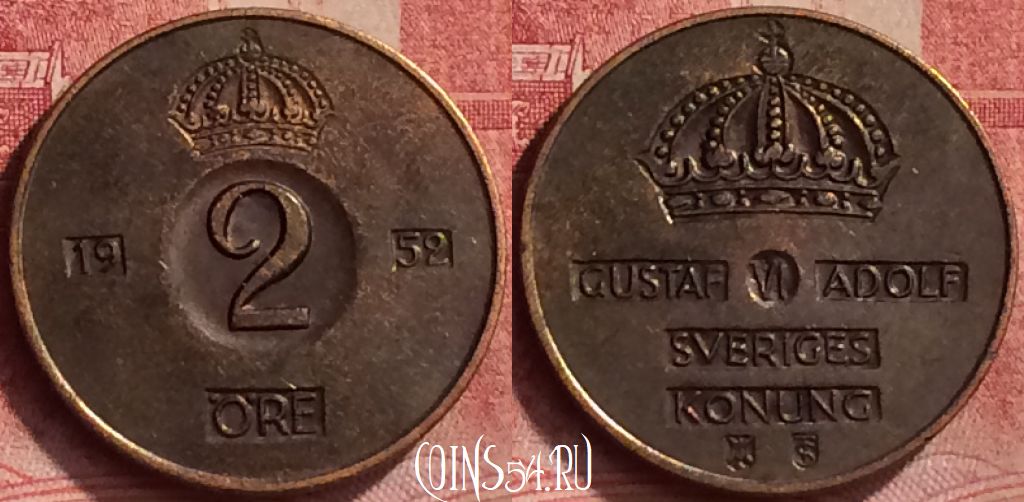 2
19 52
ÖRE
GUSTAF VI ADOLF
SVERIGES
KONUNG
COINS54.RU